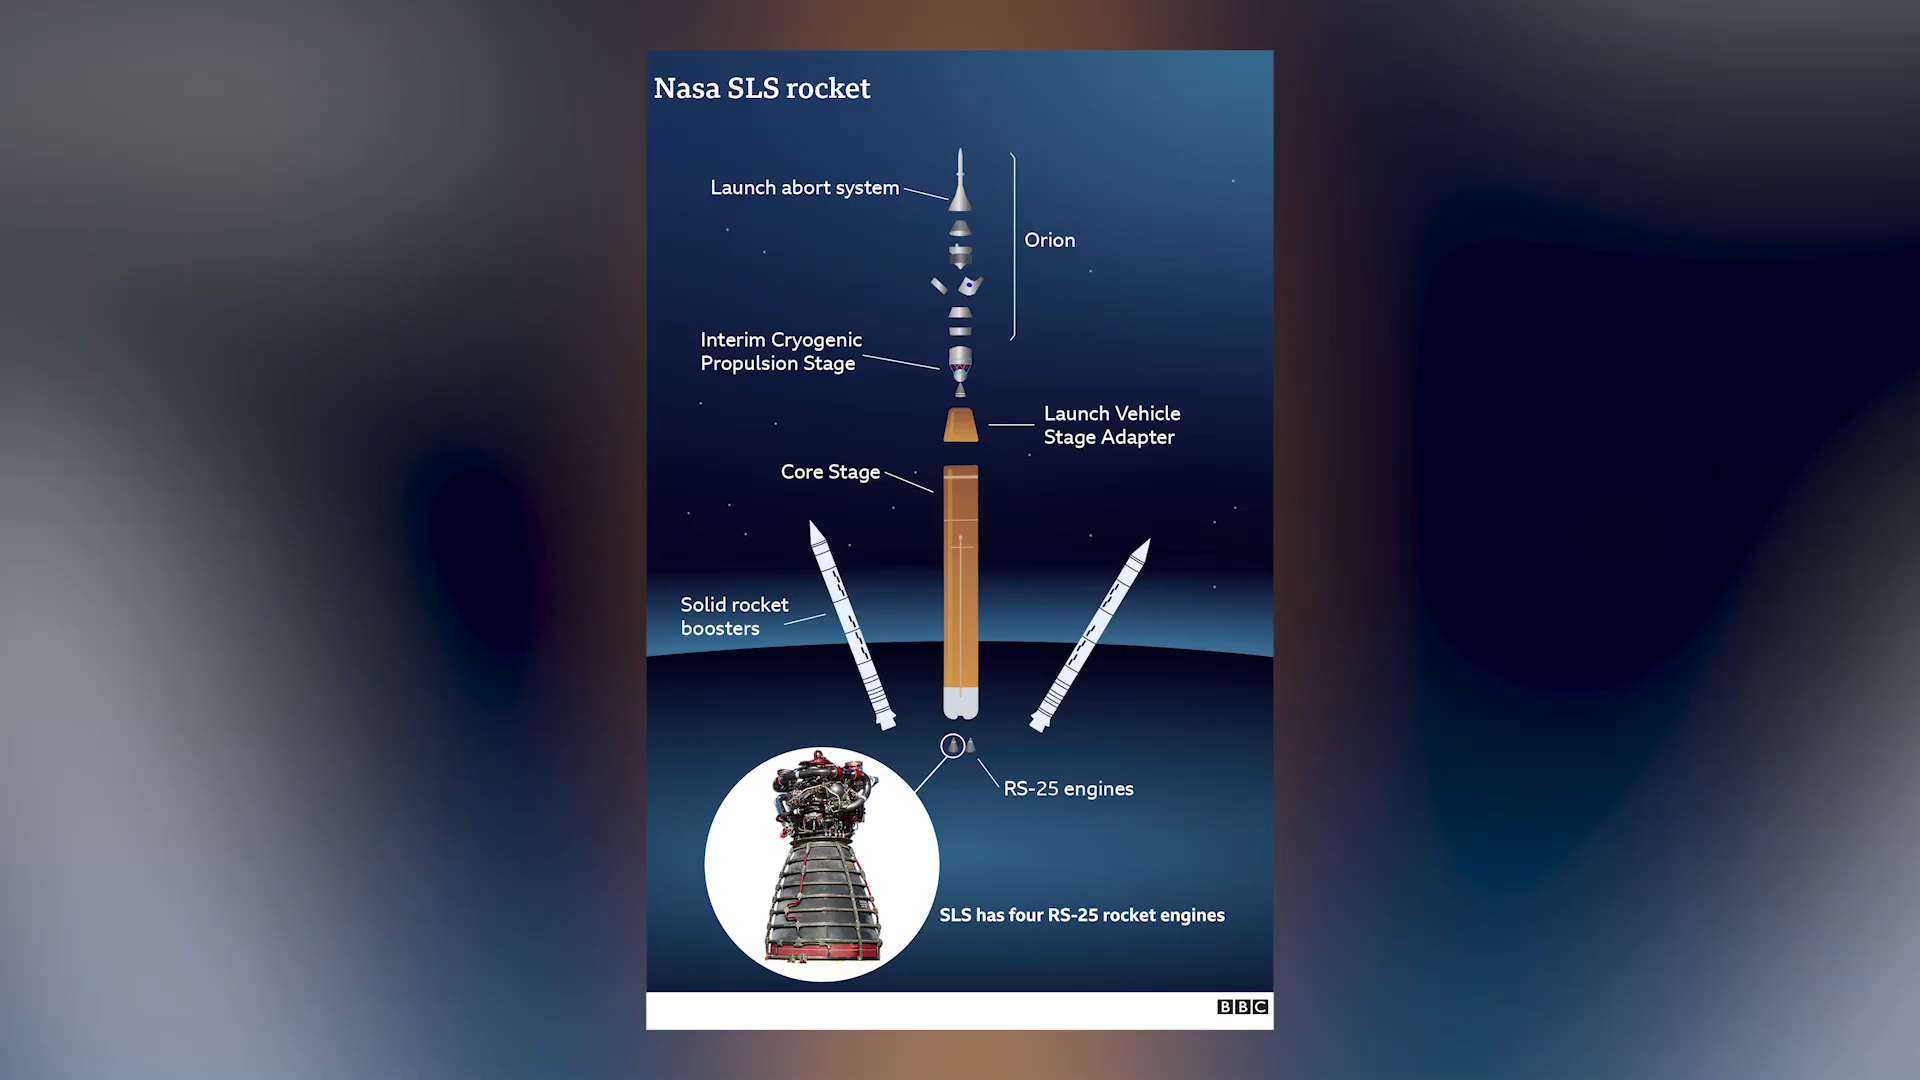 Nasa SLS rocket
Launch abort system
Orion
Interim Cryogenic
Propulsion Stage
Launch Vehicle
Stage Adapter
Core Stage
Solid rocket
boosters
RS-25 engines
SLS has four RS-25 rocket engines
BBC